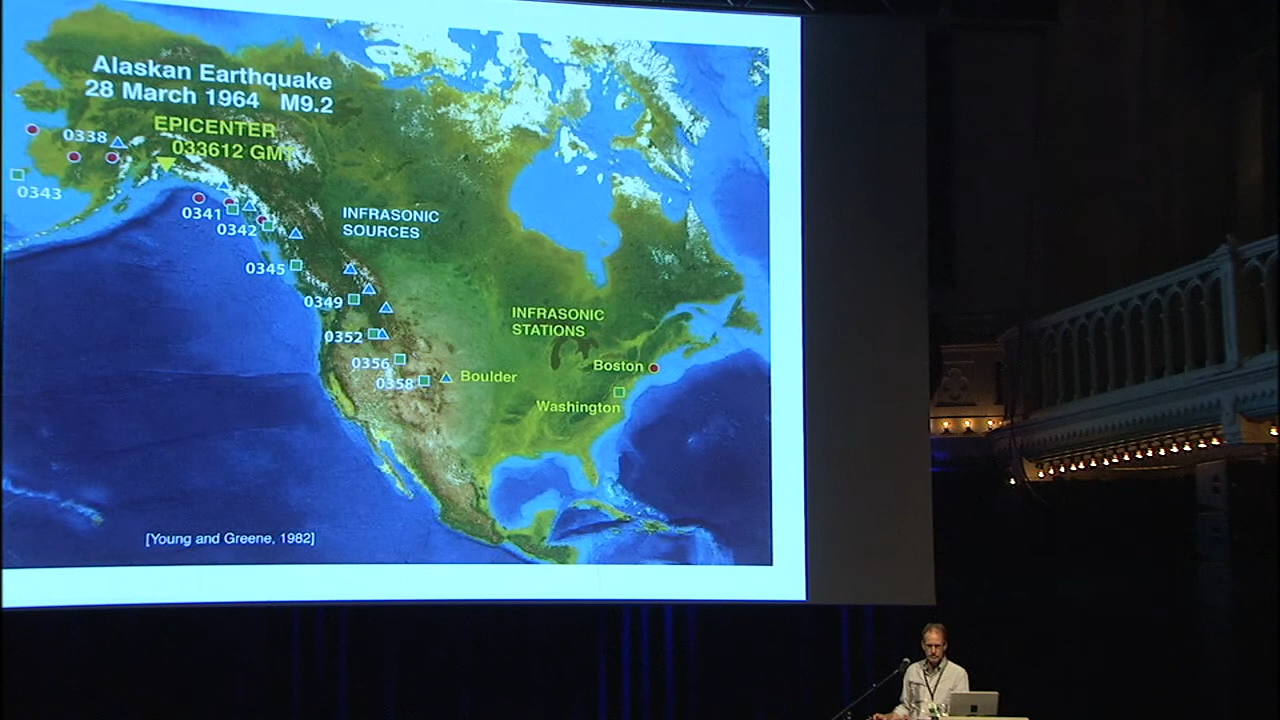 Alaskan Earthquake
28 March 1964 M9.2
EPICENTER
033612 GMT
0338
0343
0341
0342
INFRASONIC
SOURCES
0345
0349
INFRASONIC
STATIONS
0352
0356
Boston
0358
Boulder
Washington
[Young and Greene, 1982]